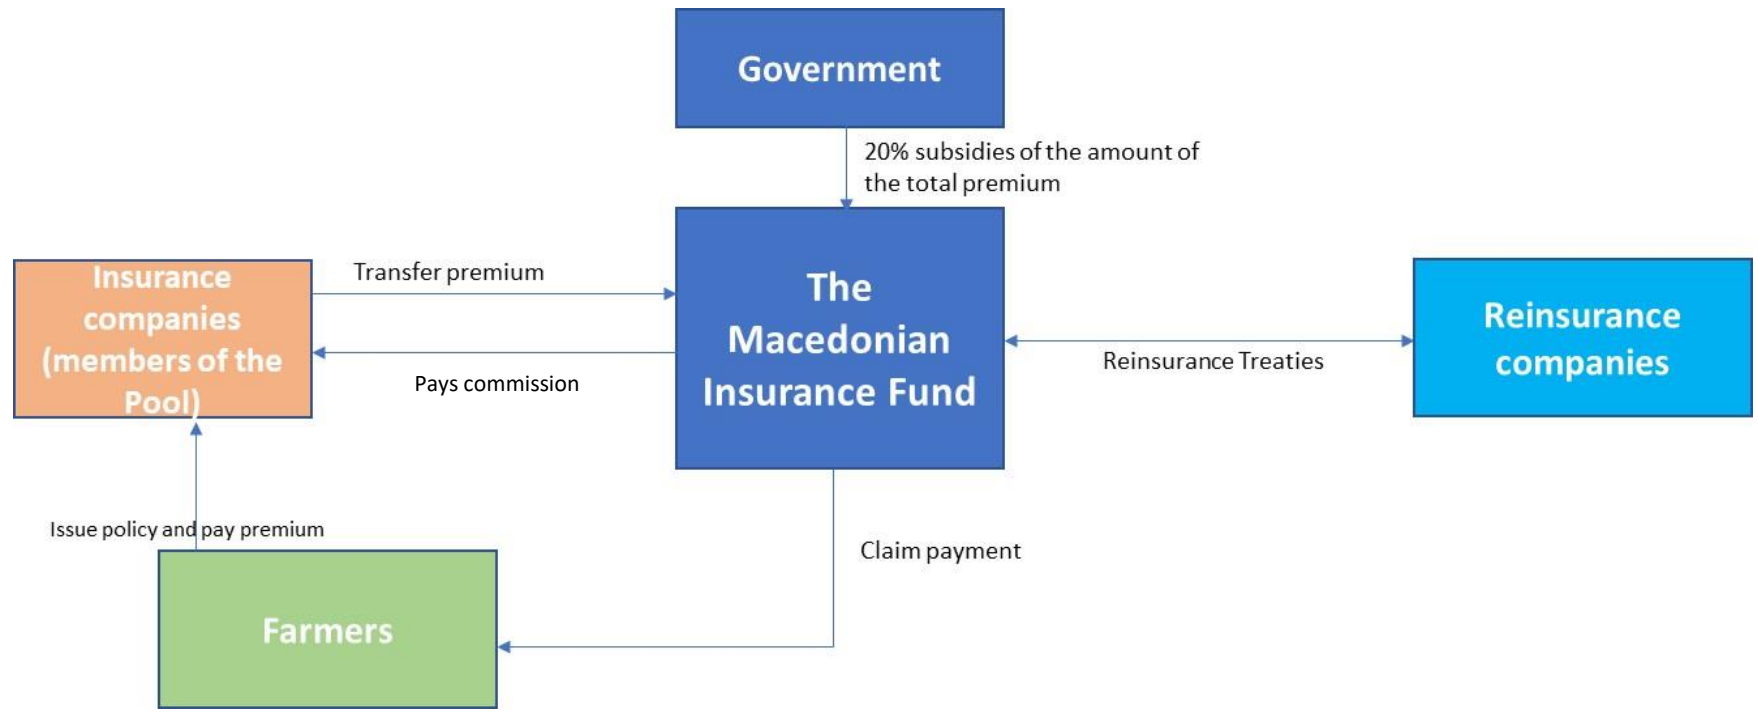 Government
20% subsidies of the amount of
the total premium
Insurance
companies
(members of the
Pool)
Transfer premium
Pays commission
The
Macedonian
Insurance Fund
Reinsurance Treaties
Reinsurance
companies
Issue policy and pay premium
Claim payment
Farmers